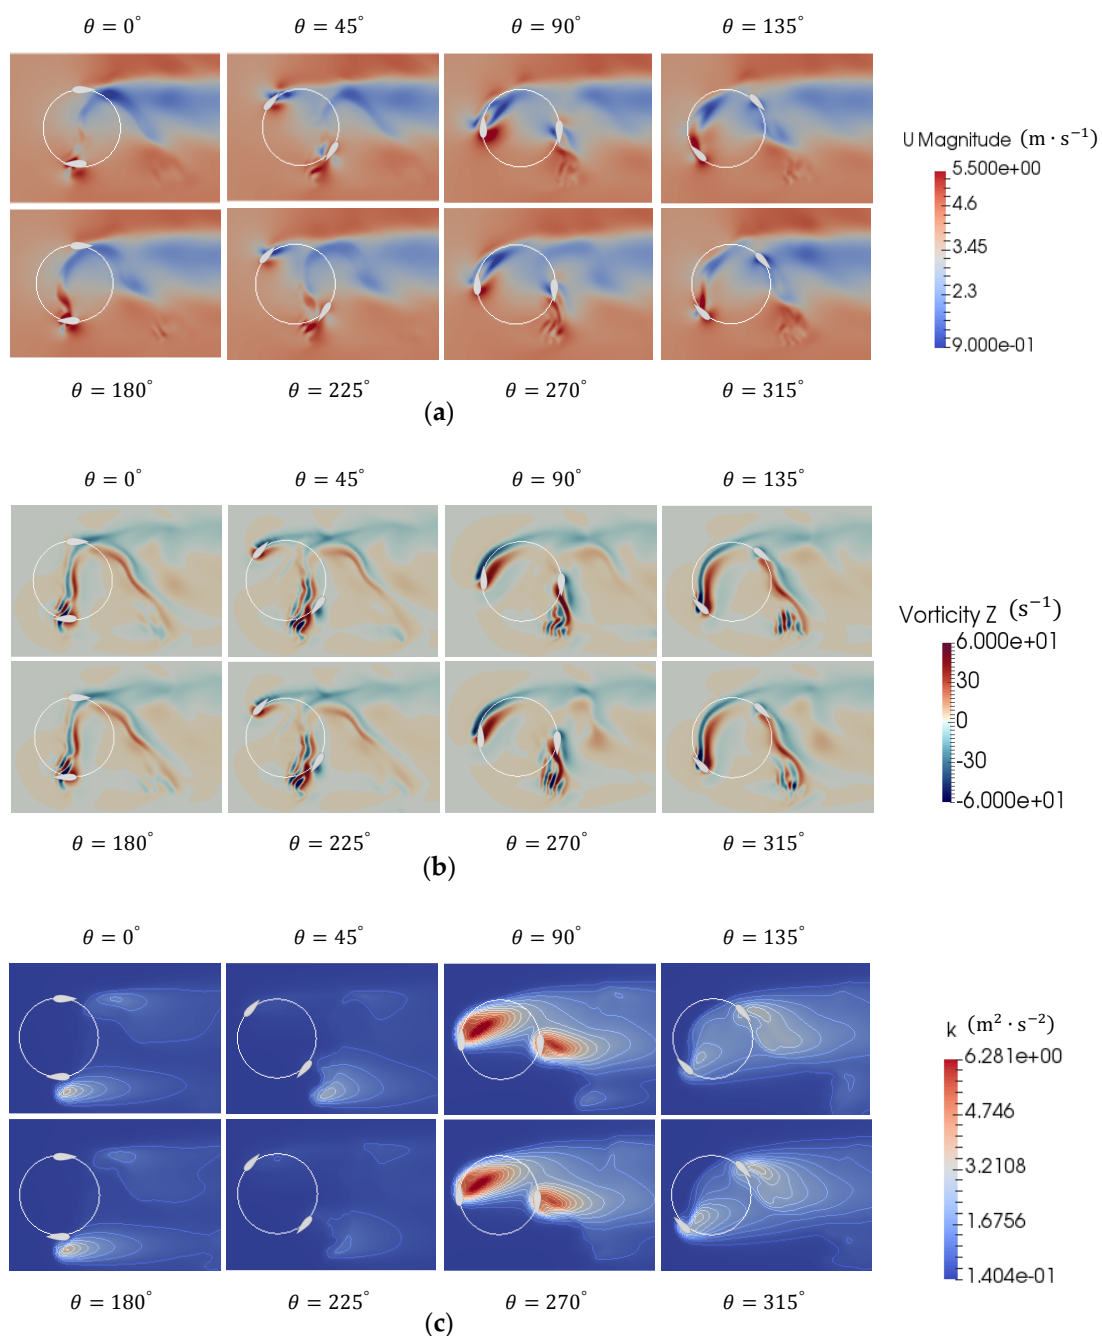 θ = 0° θ = 45° θ = 90° θ = 135°
U Magnitude (m · s⁻¹)
5.500e+00
4.6
3.45
2.3
9.000e-01
θ = 180° θ = 225° θ = 270° θ = 315°
(a)
θ = 0° θ = 45° θ = 90° θ = 135°
Vorticity Z (s⁻¹)
6.000e+01
30
0
-30
-6.000e+01
θ = 180° θ = 225° θ = 270° θ = 315°
(b)
θ = 0° θ = 45° θ = 90° θ = 135°
k (m² · s⁻²)
6.281e+00
4.746
3.2108
1.6756
1.404e-01
θ = 180° θ = 225° θ = 270° θ = 315°
(c)